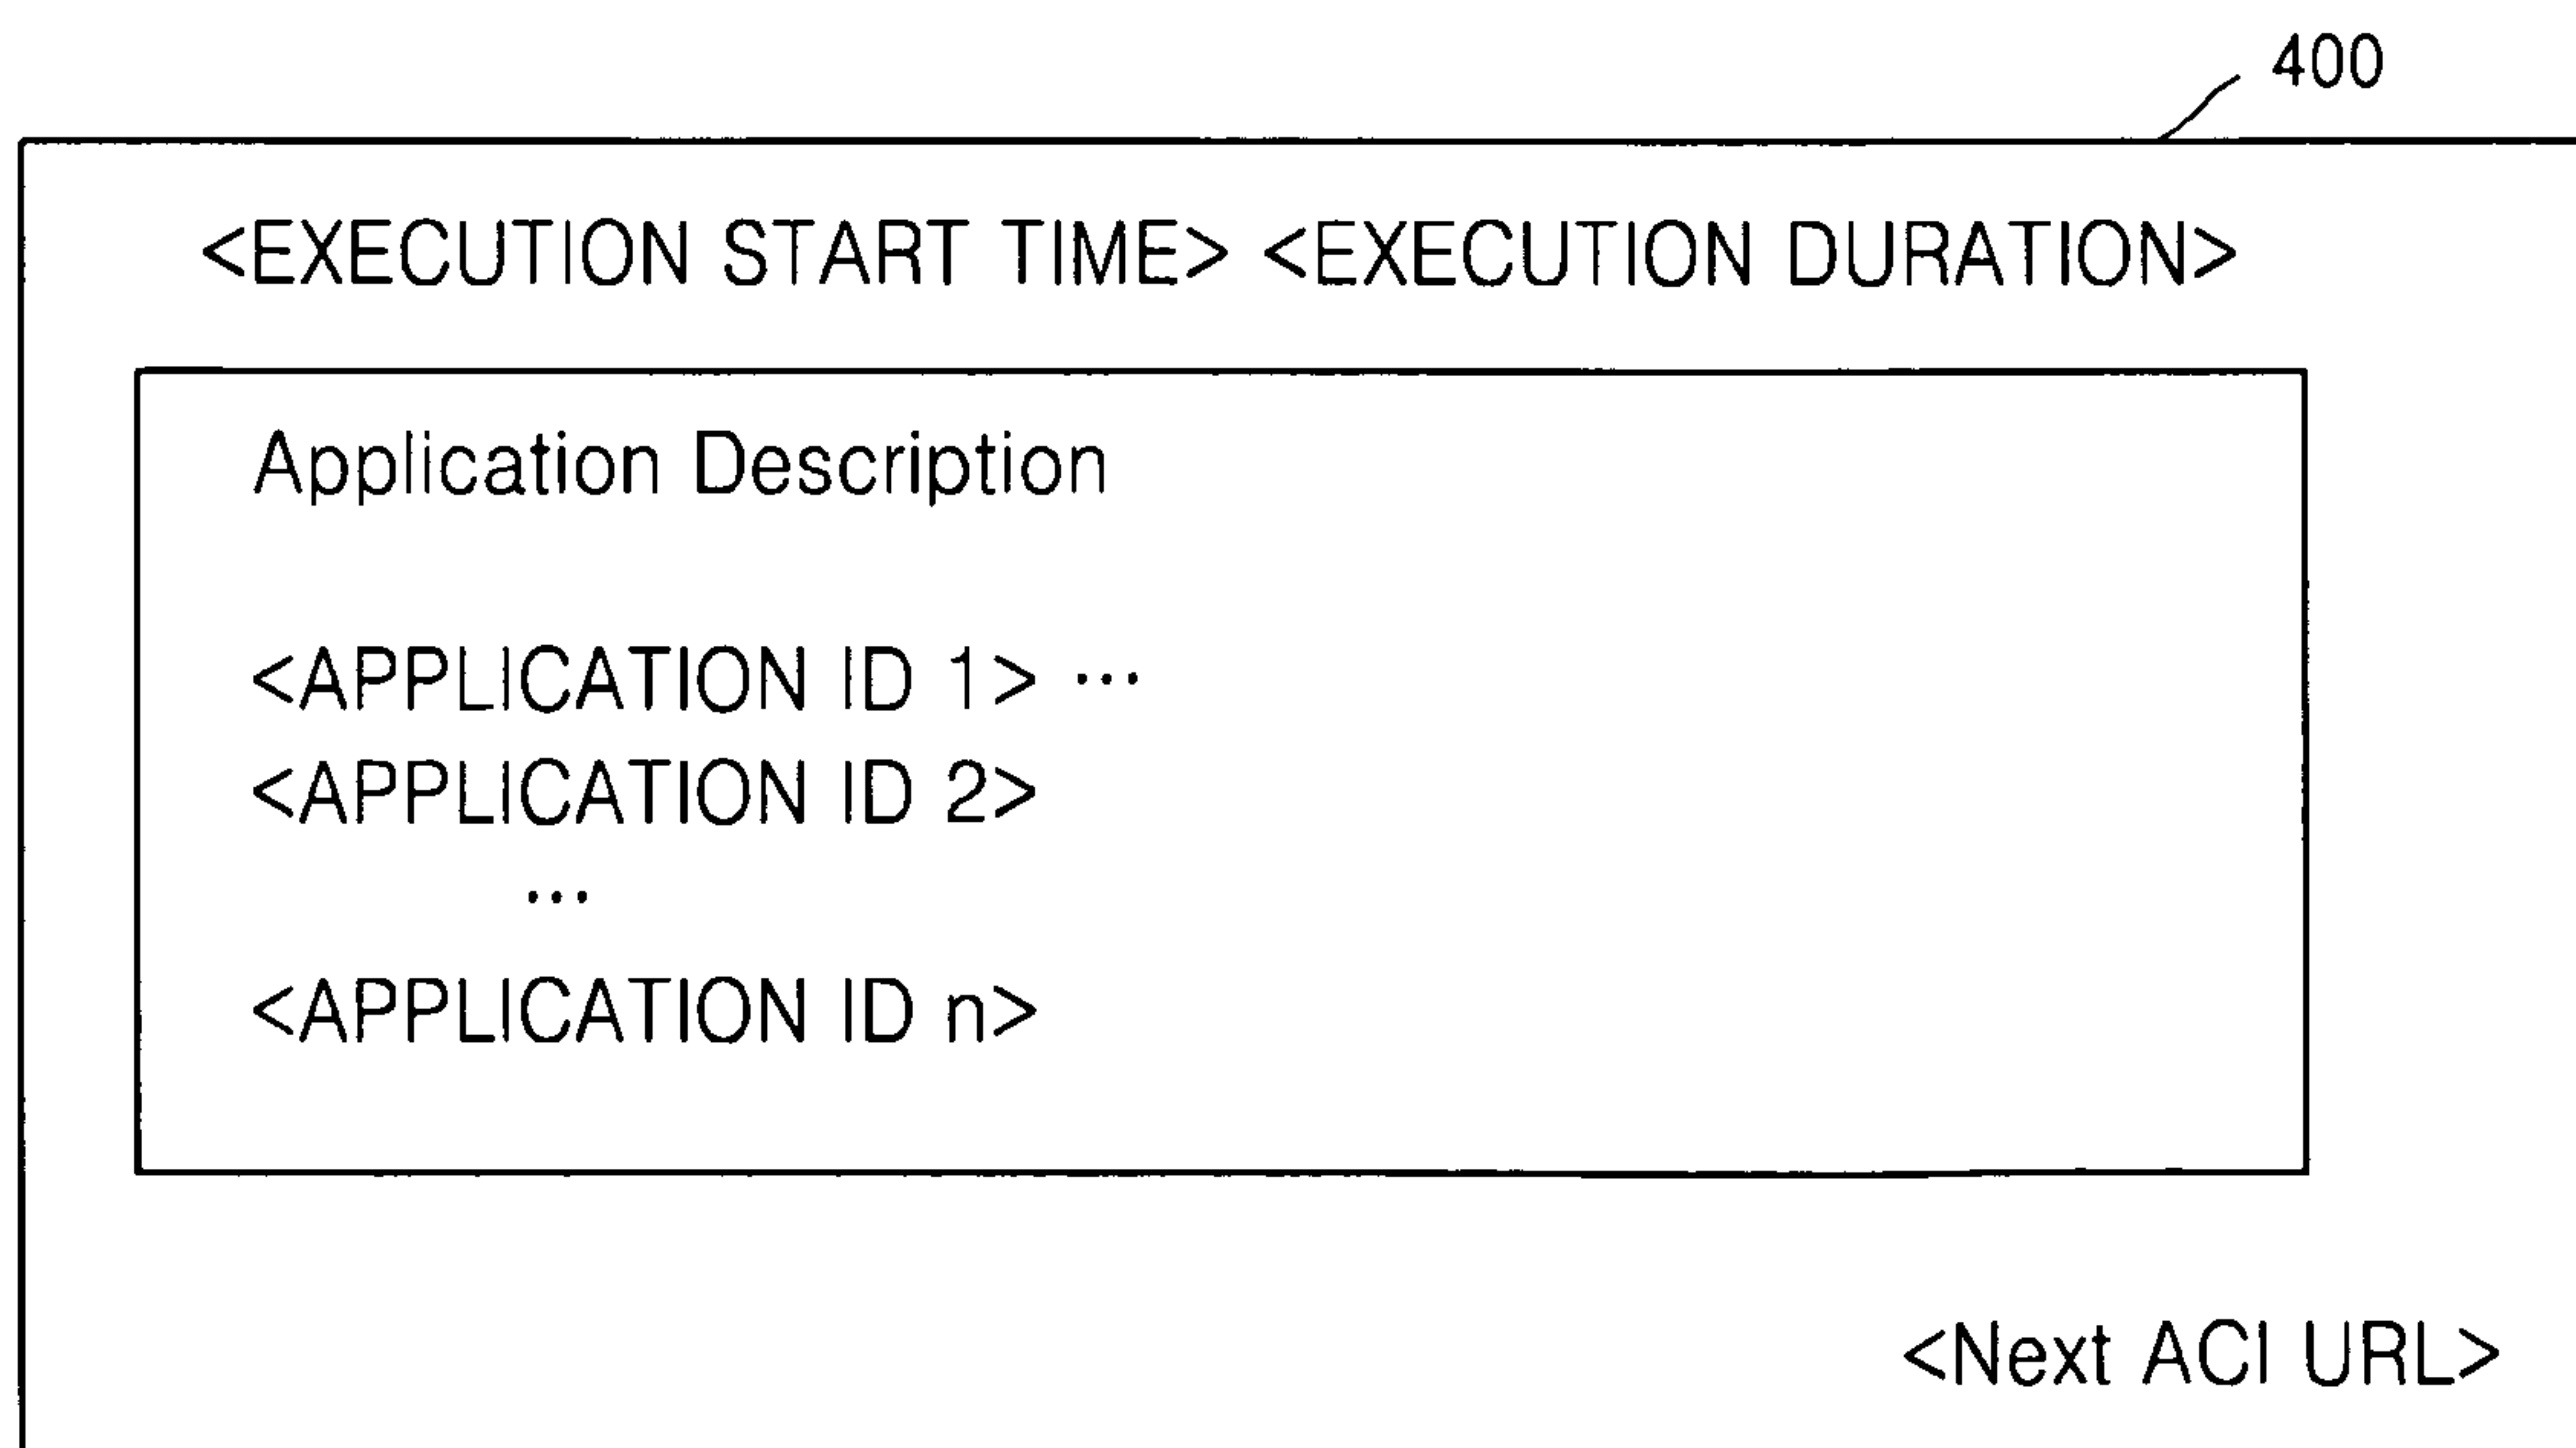 400
<EXECUTION START TIME> <EXECUTION DURATION>
Application Description
<APPLICATION ID 1> ...
<APPLICATION ID 2>
...
<APPLICATION ID n>
<Next ACI URL>